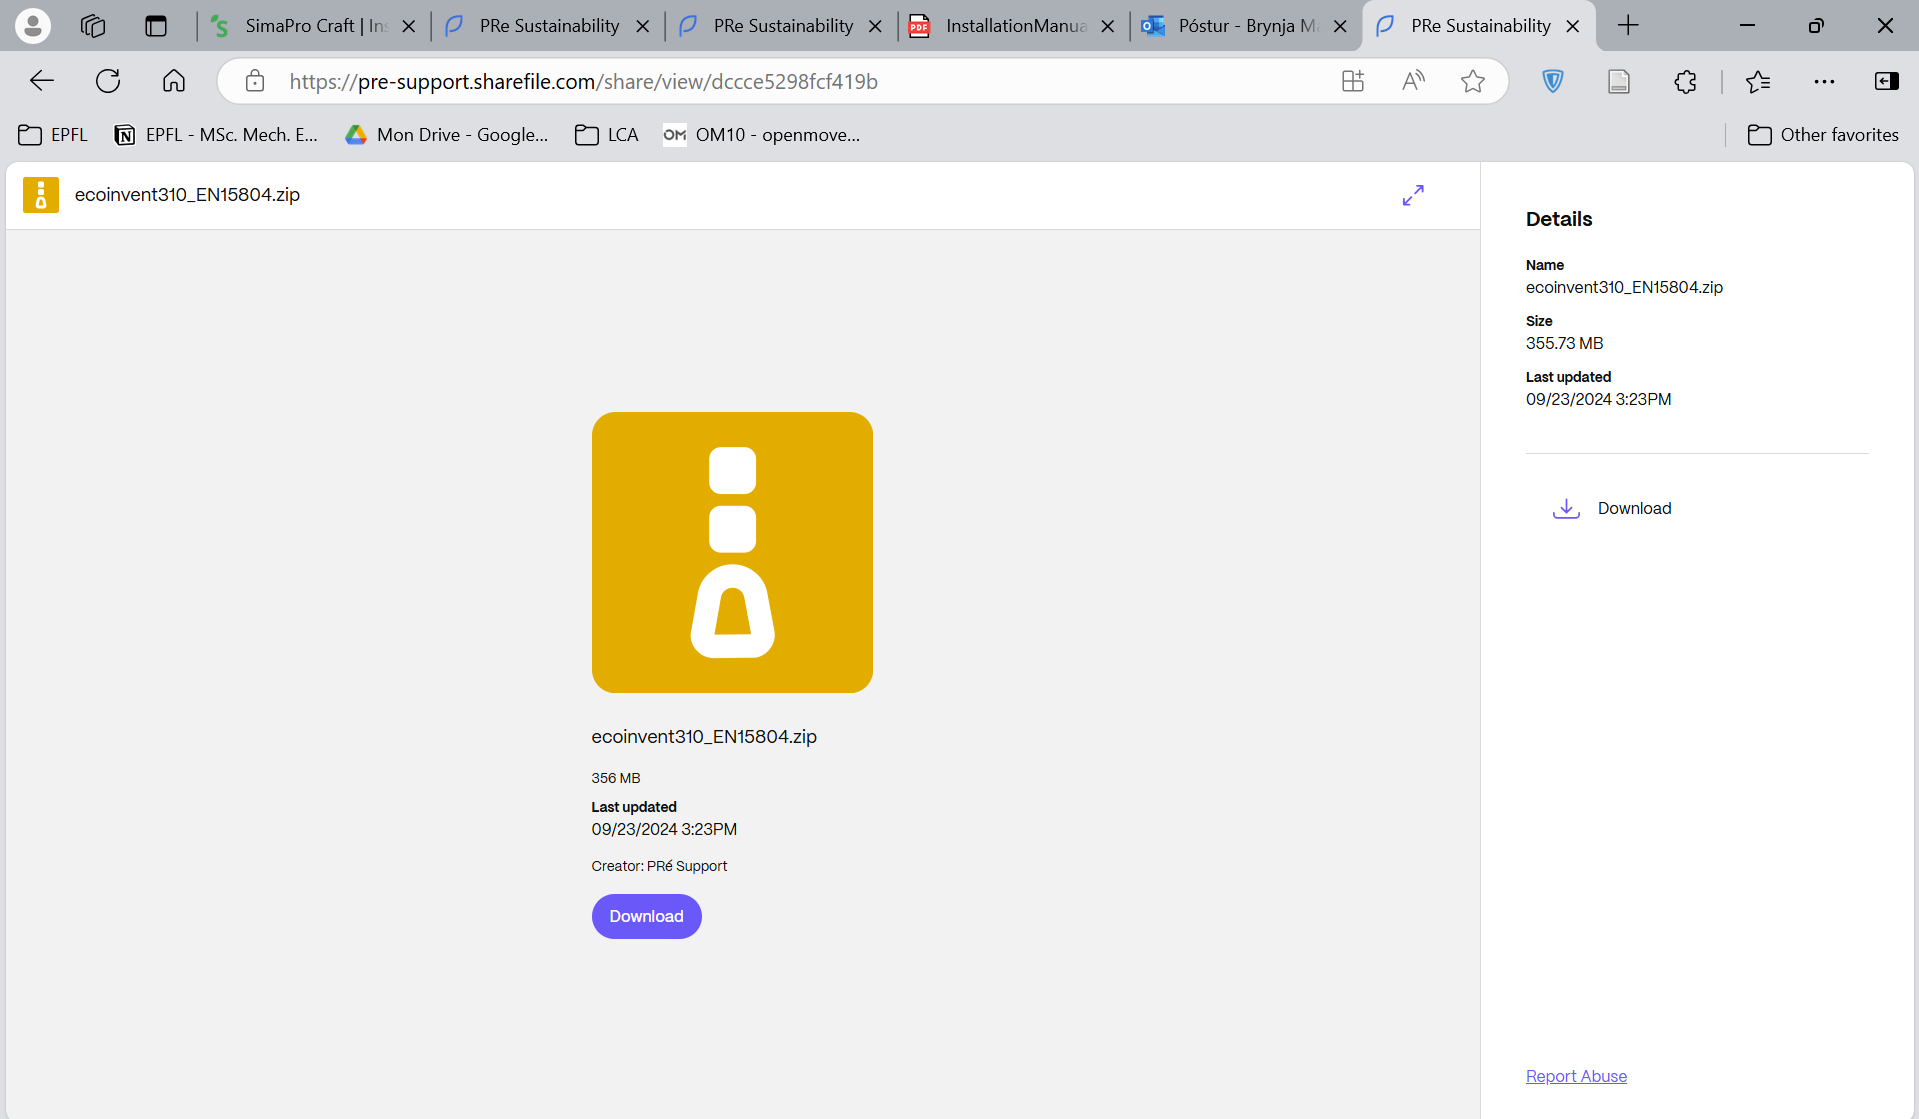 SimaPro Craft | Ins
PRe Sustainability
PRe Sustainability
InstallationManua
Póstur - Brynja Ma
PRe Sustainability
https://pre-support.sharefile.com/share/view/dccce5298fcf419b
EPFL
EPFL - MSc. Mech. E...
Mon Drive - Google...
LCA
OM10 - openmove...
Other favorites
ecoinvent310_EN15804.zip
Details
Name
ecoinvent310_EN15804.zip
Size
355.73 MB
Last updated
09/23/2024 3:23PM
Download
ecoinvent310_EN15804.zip
356 MB
Last updated
09/23/2024 3:23PM
Creator: PRé Support
Download
Report Abuse